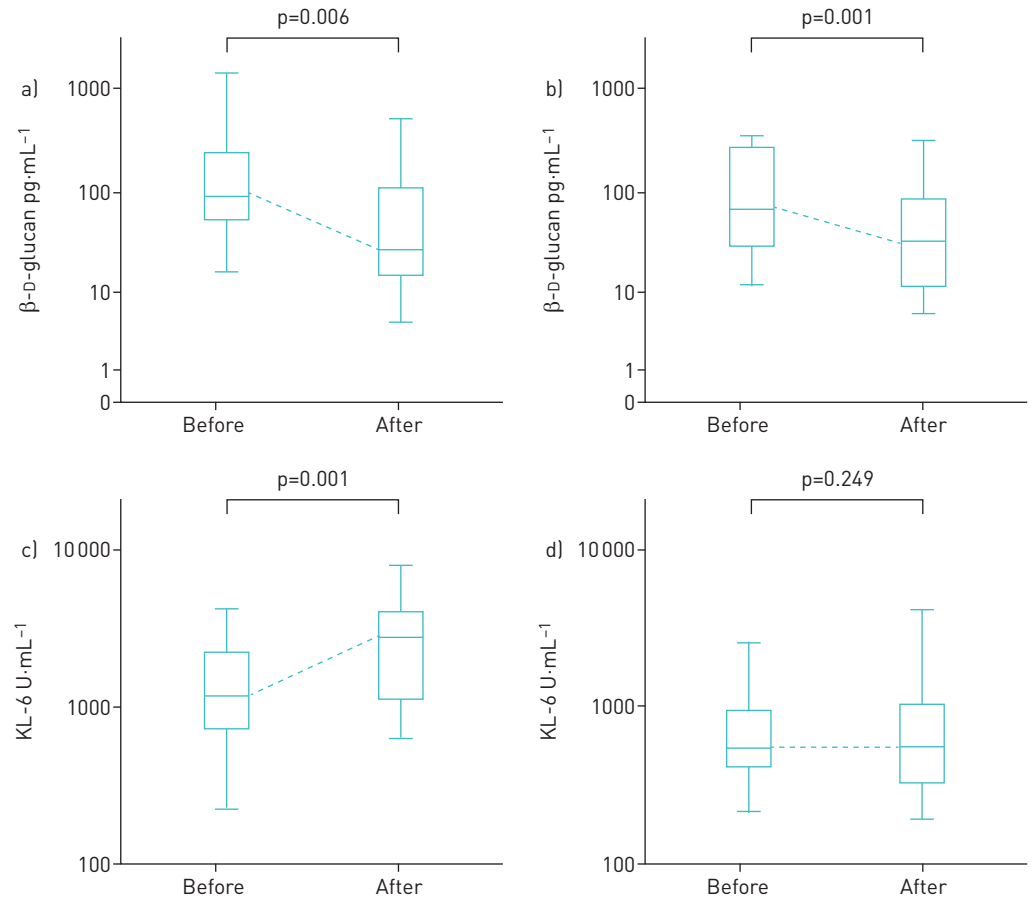 p=0.006
a)
1000
100
10
1
0
β-D-glucan pg·mL⁻¹
Before
After
p=0.001
b)
1000
100
10
1
0
β-D-glucan pg·mL⁻¹
Before
After
p=0.001
c)
10 000
1000
100
KL-6 U·mL⁻¹
Before
After
p=0.249
d)
10 000
1000
100
KL-6 U·mL⁻¹
Before
After